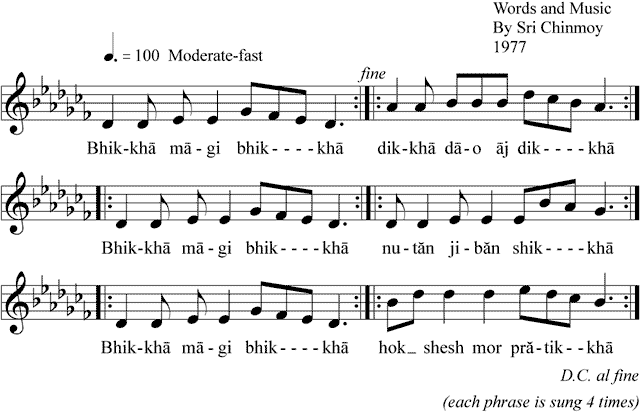 Words and Music
By Sri Chinmoy
1977
= 100 Moderate-fast
fine
Bhik-khā mā-gi bhik----khā dik-khā dā-o āj dik----khā
Bhik-khā mā-gi bhik----khā nu-tăn ji-băn shik----khā
Bhik-khā mā-gi bhik----khā hok_ shesh mor pră-tik--khā
D.C. al fine
(each phrase is sung 4 times)